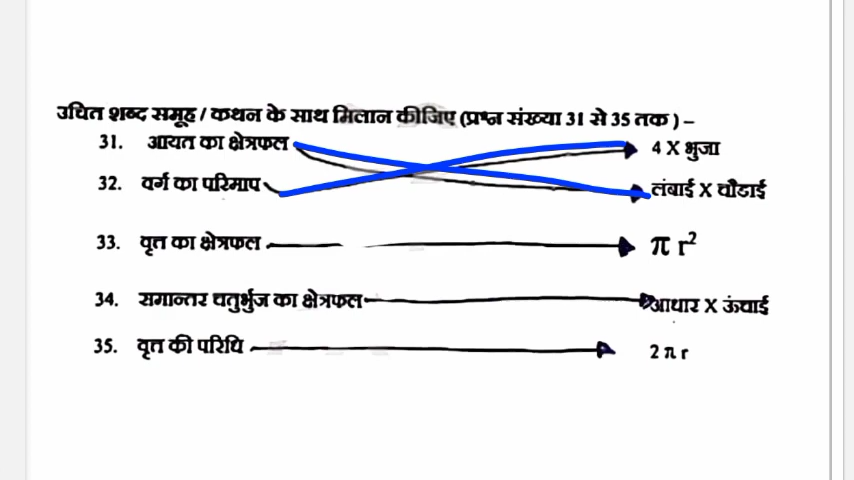 उचित शब्द समूह / कथन के साथ मिलान कीजिए (प्रश्न संख्या 31 से 35 तक ) –
31. आयत का क्षेत्रफल 4 X भुजा
32. वर्ग का परिमाप लंबाई X चौडाई
33. वृत का क्षेत्रफल π r²
34. समान्तर चतुर्भुज का क्षेत्रफल आधार X ऊंचाई
35. वृत की परिधि 2 π r